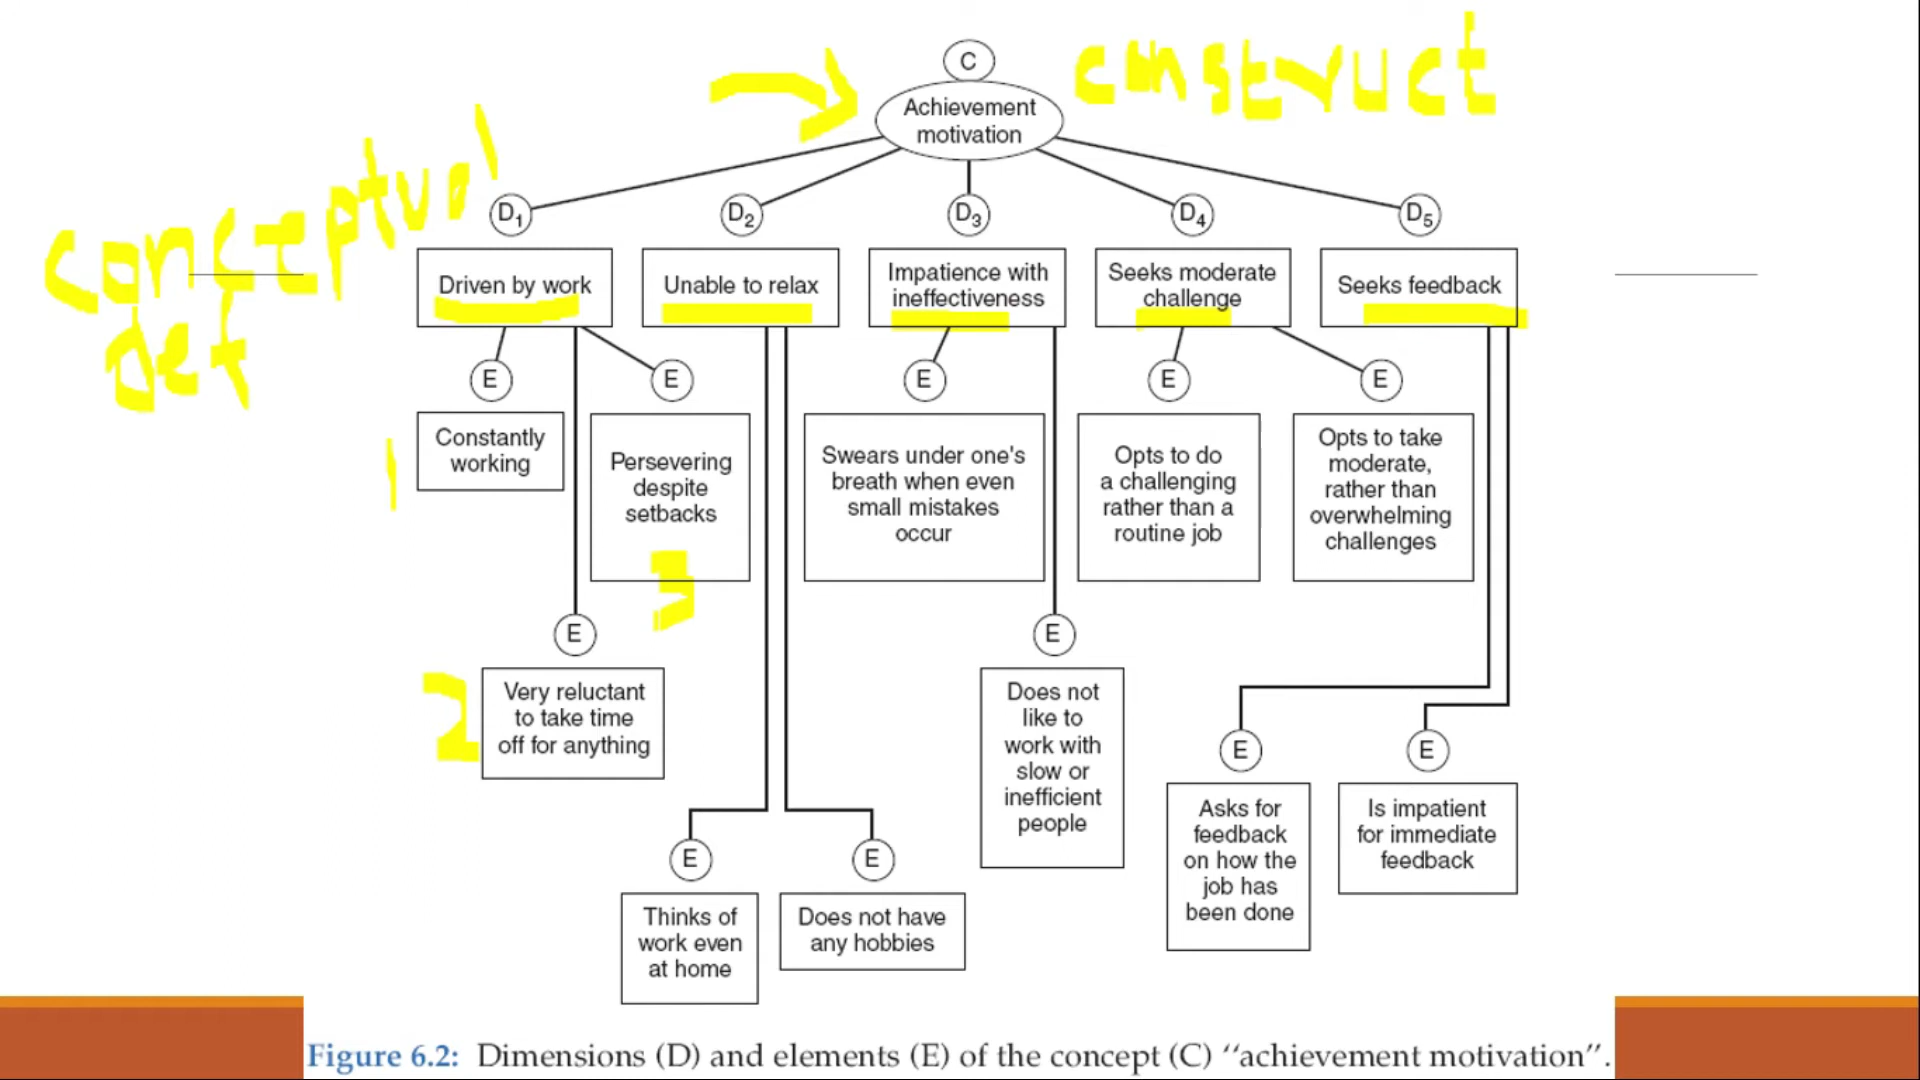 C
construct
Achievement
motivation
conceptual
def
D1
D2
D3
D4
D5
Driven by work
Unable to relax
Impatience with
ineffectiveness
Seeks moderate
challenge
Seeks feedback
E
E
E
E
E
1
Constantly
working
Persevering
despite
setbacks
3
Swears under one's
breath when even
small mistakes
occur
Opts to do
a challenging
rather than a
routine job
Opts to take
moderate,
rather than
overwhelming
challenges
E
E
2
Very reluctant
to take time
off for anything
Does not
like to
work with
slow or
inefficient
people
E
E
Asks for
feedback
on how the
job has
been done
Is impatient
for immediate
feedback
E
E
Thinks of
work even
at home
Does not have
any hobbies
Figure 6.2: Dimensions (D) and elements (E) of the concept (C) “achievement motivation”.